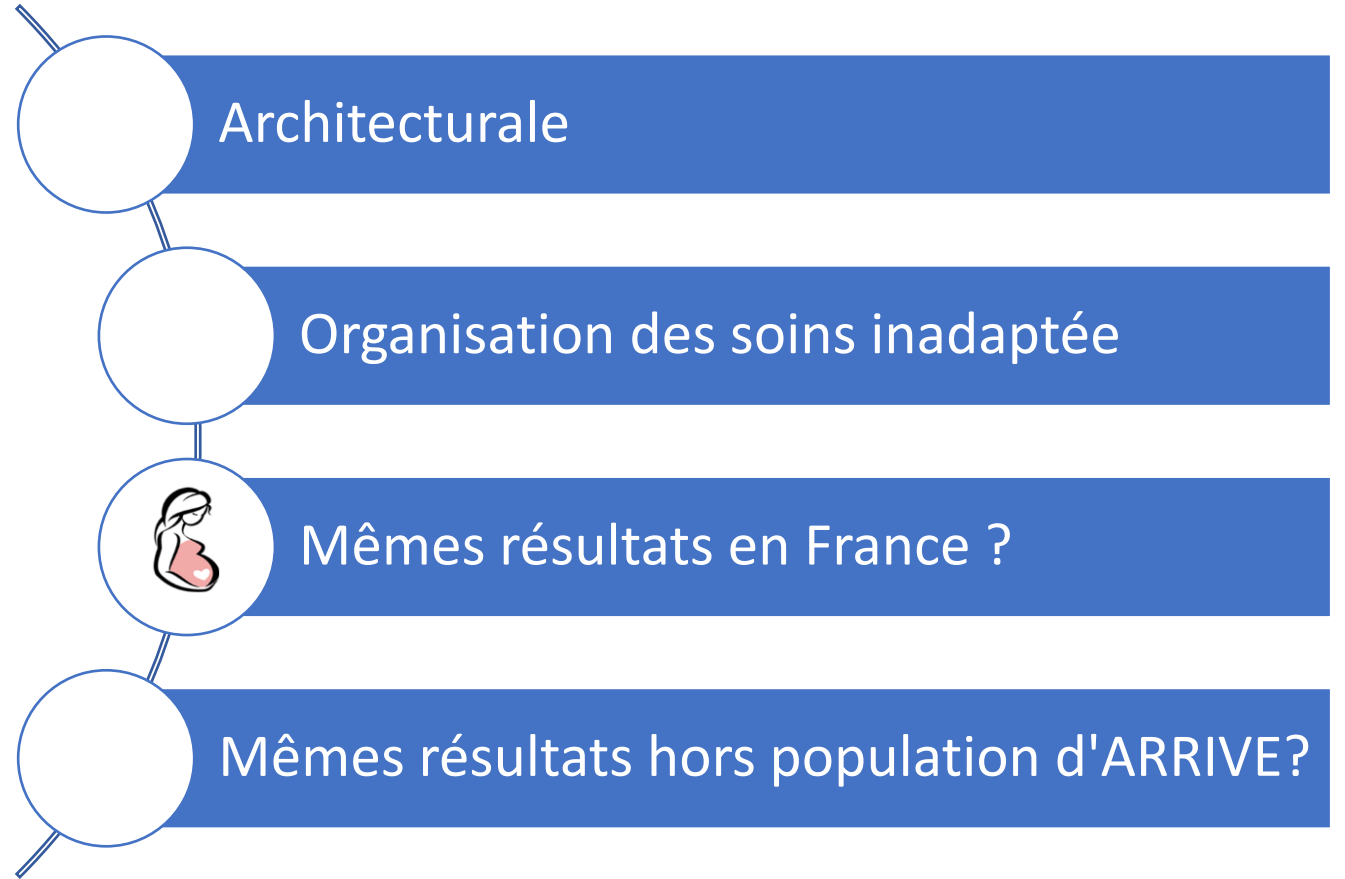 Architecturale
Organisation des soins inadaptée
Mêmes résultats en France ?
Mêmes résultats hors population d'ARRIVE?